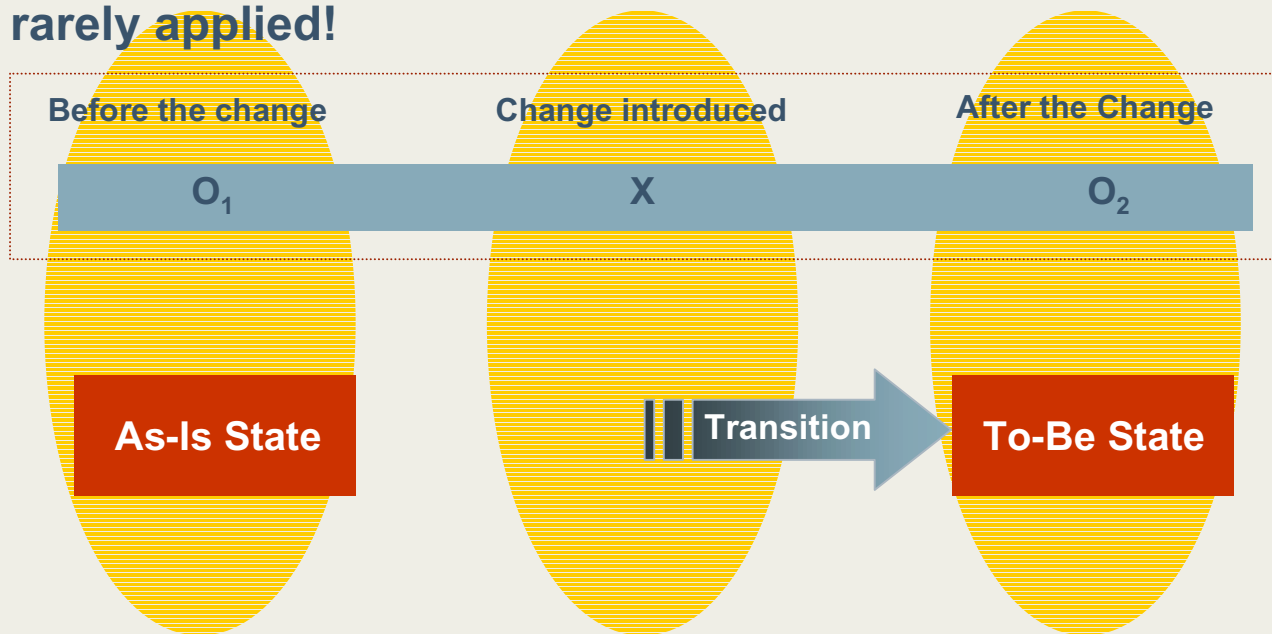 rarely applied!
Before the change
Change introduced
After the Change
O₁
X
O₂
As-Is State
Transition
To-Be State